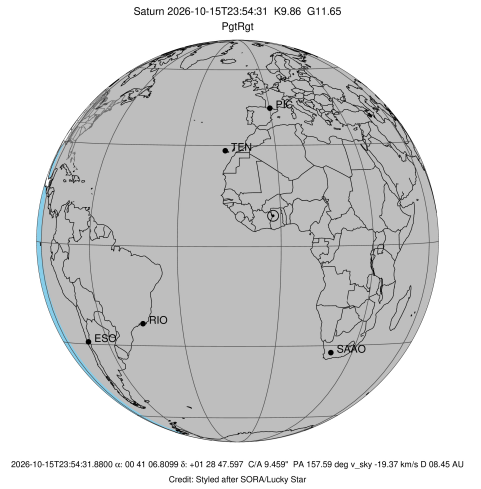 Saturn 2026-10-15T23:54:31 K9.86 G11.65
PgtRgt
PIC
TEN
RIO
ESO
SAAO
2026-10-15T23:54:31.8800 α: 00 41 06.8099 δ: +01 28 47.597 C/A 9.459" PA 157.59 deg v_sky -19.37 km/s D 08.45 AU
Credit: Styled after SORA/Lucky Star